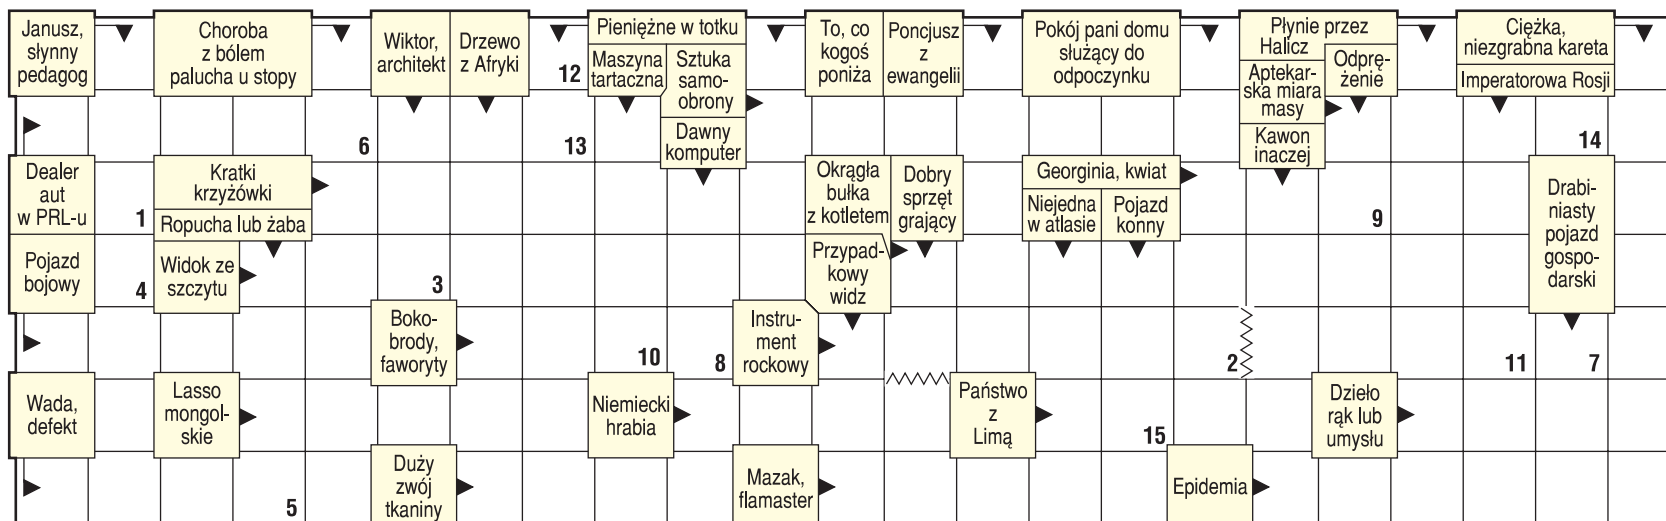 Janusz,
słynny
pedagog
Choroba
z bólem
palucha u stopy
Wiktor,
architekt
Drzewo
z Afryki
12
Pieniężne w totku
Maszyna
tartaczna
Sztuka
samo-
obrony
Dawny
komputer
To, co
kogoś
poniża
Poncjusz
z
ewangelii
Pokój pani domu
służący do
odpoczynku
Płynie przez
Halicz
Odprę-
żenie
Aptekar-
ska miara
masy
Kawon
inaczej
Ciężka,
niezgrabna kareta
Imperatorowa Rosji
6
13
14
Dealer
aut
w PRL-u
1
Kratki
krzyżówki
Ropucha lub żaba
Okrągła
bułka
z kotletem
Dobry
sprzęt
grający
Georginia, kwiat
Niejedna
w atlasie
Pojazd
konny
9
Drabi-
niasty
pojazd
gospo-
darski
Pojazd
bojowy
4
Widok ze
szczytu
3
Przypad-
kowy
widz
Boko-
brody,
faworyty
10
8
Instru-
ment
rockowy
2
11
7
Wada,
defekt
Lasso
mongol-
skie
Niemiecki
hrabia
Państwo
z
Limą
15
Dzieło
rąk lub
umysłu
5
Duży
zwój
tkaniny
Mazak,
flamaster
Epidemia